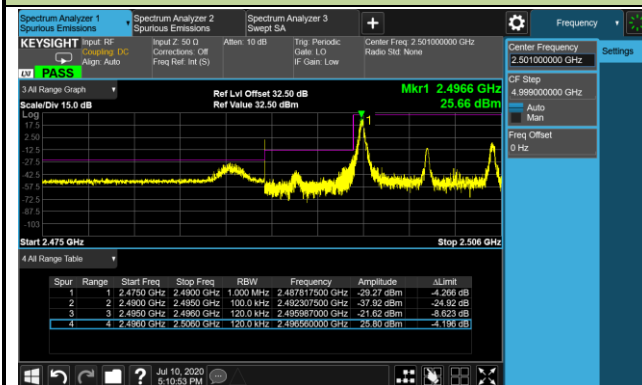 Spectrum Analyzer 1
Spurious Emissions
Spectrum Analyzer 2
Spurious Emissions
Spectrum Analyzer 3
Swept SA
+
Frequency
KEYSIGHT
Input: RF
Coupling: DC
Align: Auto
Input Z: 50 Ω
Corrections: Off
Freq Ref: Int (S)
Atten: 10 dB
Trig: Periodic
Gate: LO
IF Gain: Low
Center Freq: 2.501000000 GHz
Radio Std: None
LXI PASS
3 All Range Graph
Scale/Div 15.0 dB
Ref Lvl Offset 32.50 dB
Ref Value 32.50 dBm
Mkr1 2.4966 GHz
25.66 dBm
Log
17.5
2.50
-12.5
-27.5
-42.5
-57.5
-72.5
-87.5
-103
1
Start 2.475 GHz
Stop 2.506 GHz
4 All Range Table
Spur Range Start Freq Stop Freq RBW Frequency Amplitude ΔLimit
1 1 2.4750 GHz 2.4900 GHz 1.000 MHz 2.487817500 GHz -29.27 dBm -4.266 dB
2 2 2.4900 GHz 2.4950 GHz 100.0 kHz 2.492307500 GHz -37.92 dBm -24.92 dB
3 3 2.4950 GHz 2.4960 GHz 120.0 kHz 2.495987000 GHz -21.62 dBm -8.623 dB
4 4 2.4960 GHz 2.5060 GHz 120.0 kHz 2.496560000 GHz 25.80 dBm -4.196 dB
Center Frequency
2.501000000 GHz
Settings
CF Step
4.999000000 GHz
Auto
Man
Freq Offset
0 Hz
?
Jul 10, 2020
5:10:53 PM